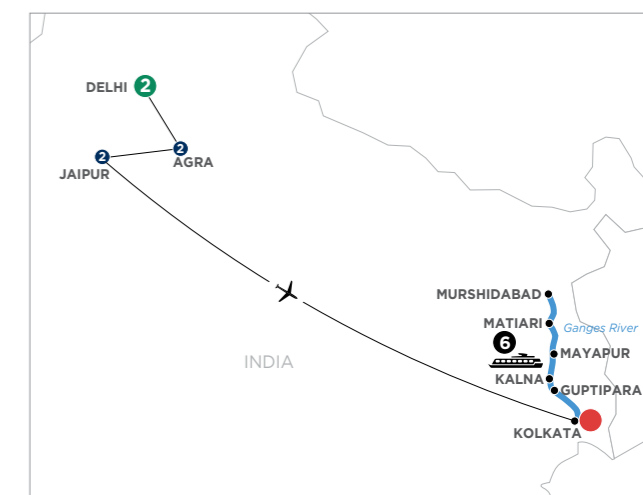 DELHI 2
2
AGRA
2
JAIPUR
MURSHIDABAD
MATIARI
Ganges River
6
MAYAPUR
INDIA
KALNA
GUPTIPARA
KOLKATA